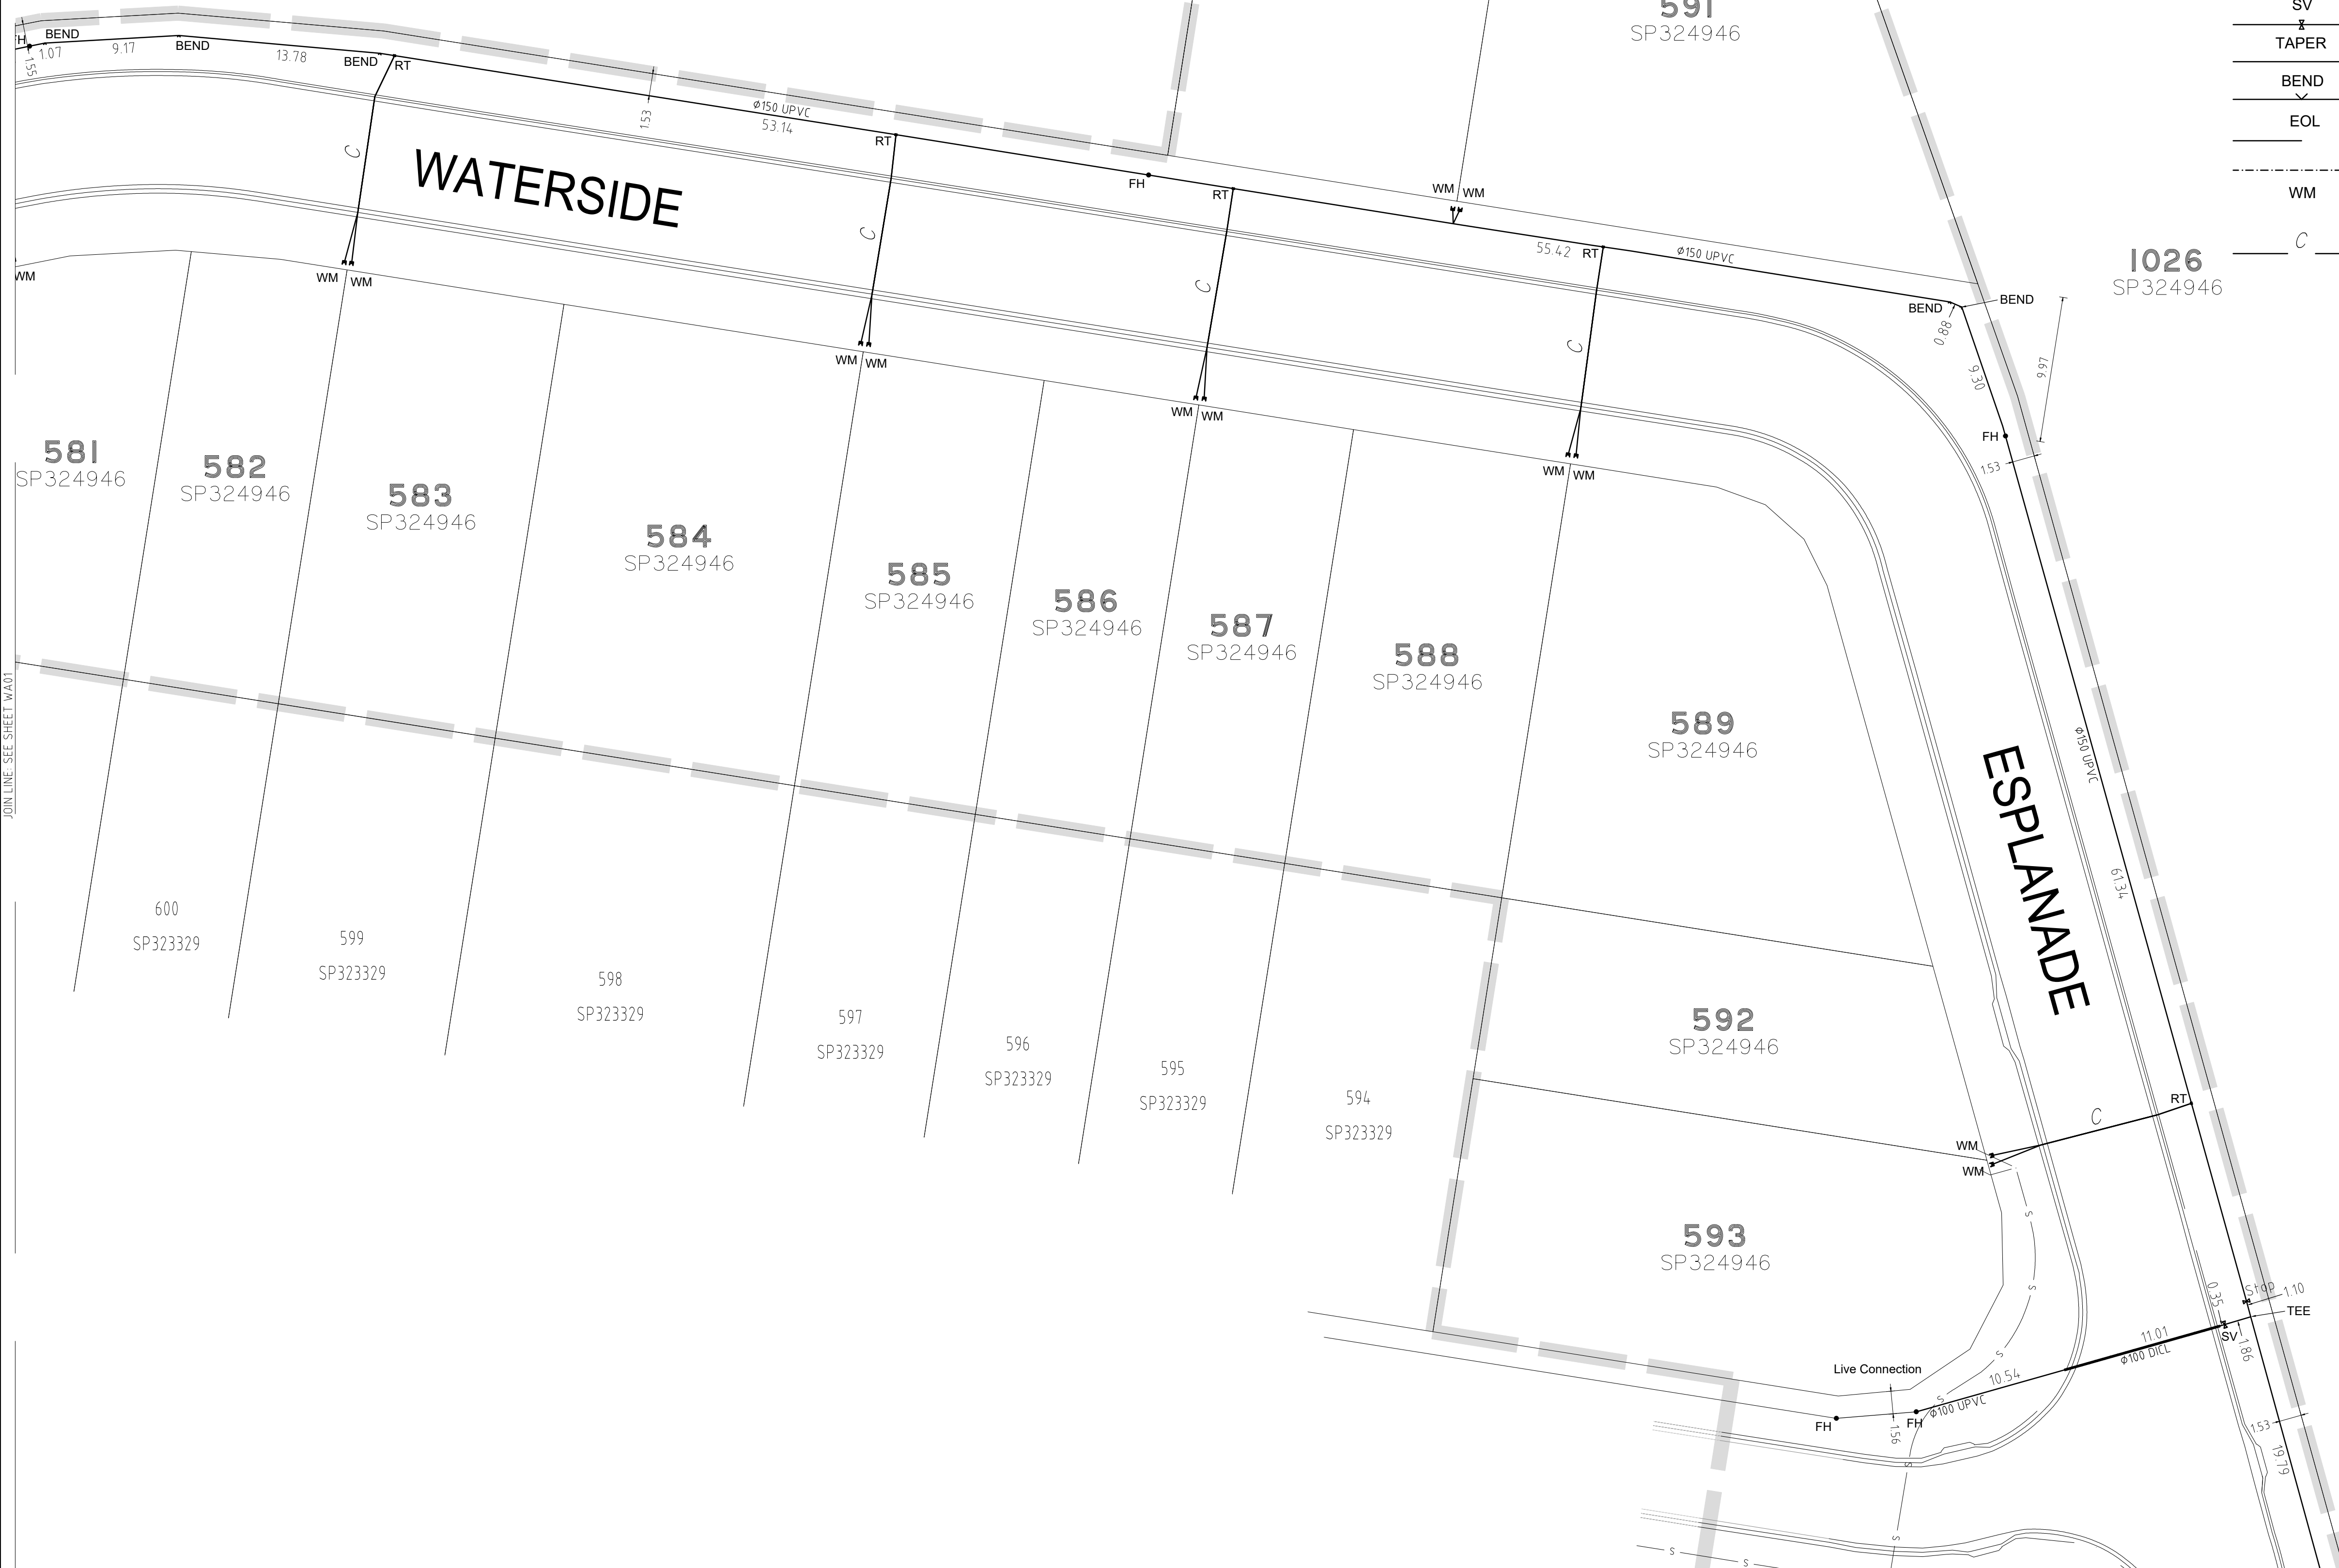 591
SP324946
SV
TAPER
BEND
EOL
WM
C
BEND
1.07
9.17
BEND
13.78
BEND
RT
1.55
1.53
Ø150 UPVC
53.14
RT
FH
RT
WM WM
55.42
RT
Ø150 UPVC
BEND
BEND
0.88
9.30
9.97
FH
1.53
1026
SP324946
WATERSIDE
C
C
C
C
WM
WM WM
WM WM
WM WM
WM WM
581
SP324946
582
SP324946
583
SP324946
584
SP324946
585
SP324946
586
SP324946
587
SP324946
588
SP324946
589
SP324946
JOIN LINE: SEE SHEET WA01
Ø150 UPVC
61.34
ESPLANADE
600
SP323329
599
SP323329
598
SP323329
597
SP323329
596
SP323329
595
SP323329
594
SP323329
592
SP324946
RT
C
WM
WM
593
SP324946
S
S
S
S
S
S
S
S
Stop
1.10
TEE
0.35
SV
1.86
11.01
Ø100 DICL
10.54
Ø100 UPVC
Live Connection
FH
FH
1.56
1.53
19.79